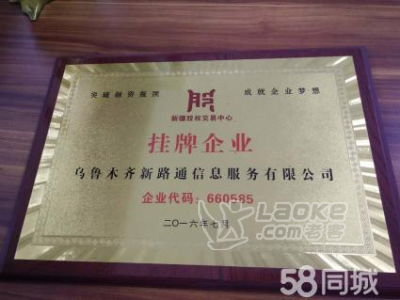 突破融资瓶颈 成就企业梦想
股
新疆股权交易中心
挂牌企业
乌鲁木齐新路通信息服务有限公司
企业代码：660585
二〇一六年七月
LAOKE.com
老客
58同城